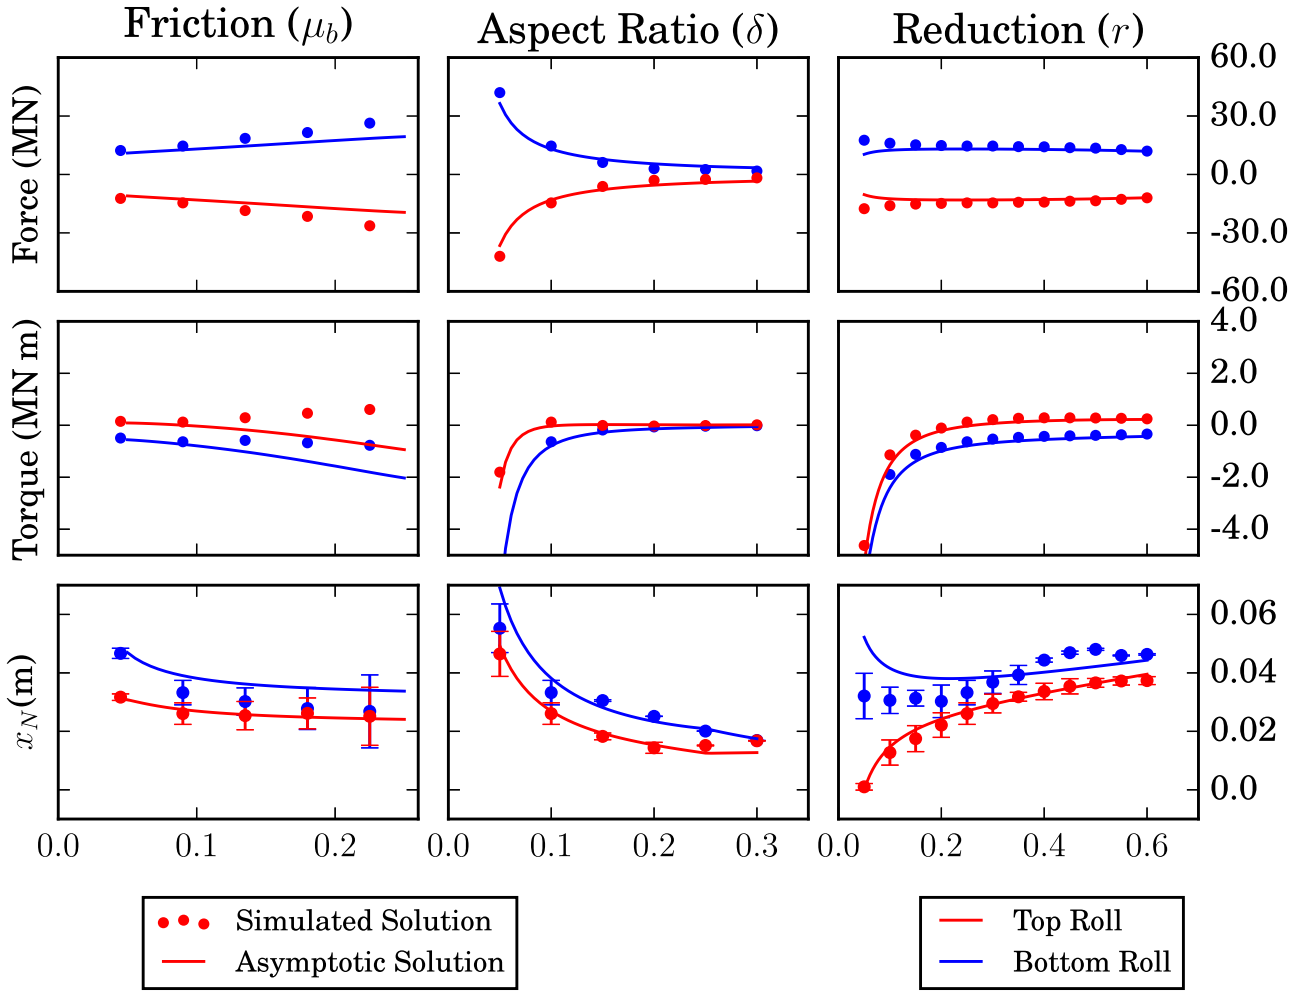 Friction (μ_b)
Aspect Ratio (δ)
Reduction (r)
Force (MN)
60.0
30.0
0.0
-30.0
-60.0
Torque (MN m)
4.0
2.0
0.0
-2.0
-4.0
x_N(m)
0.06
0.04
0.02
0.0
0.0 0.1 0.2
0.0 0.1 0.2 0.3
0.0 0.2 0.4 0.6
Simulated Solution
Asymptotic Solution
Top Roll
Bottom Roll